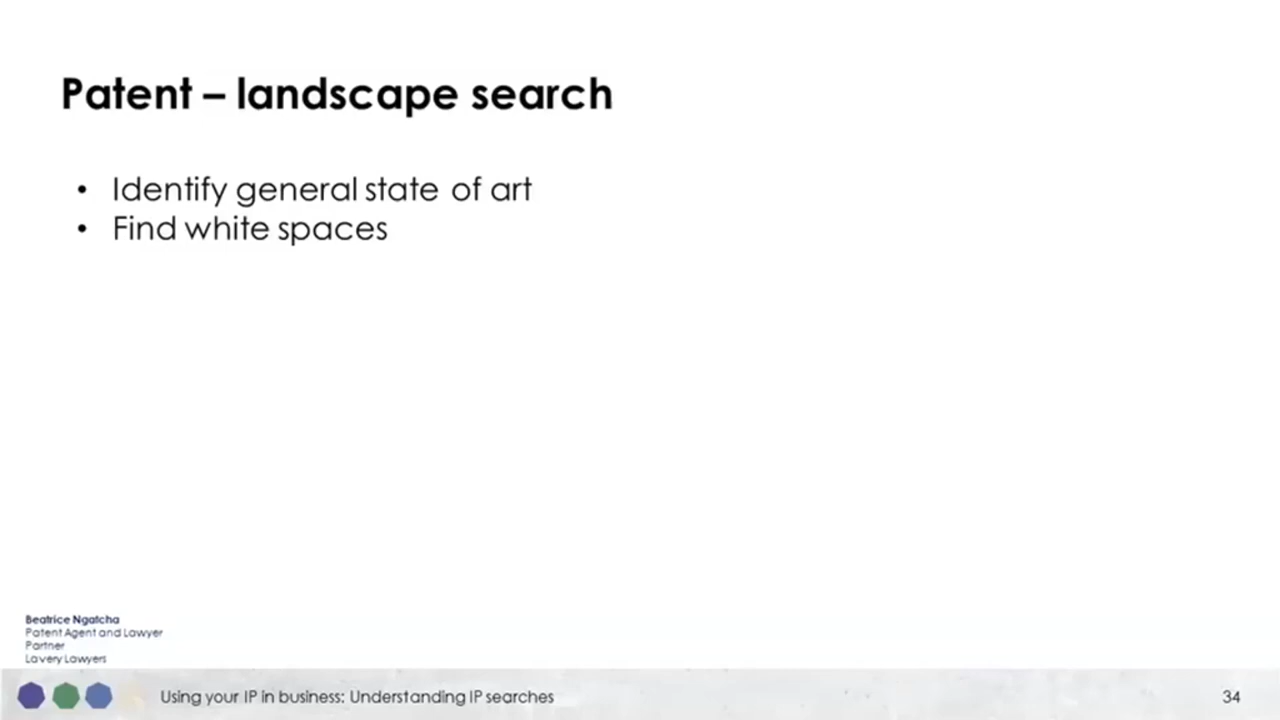 Patent – landscape search
• Identify general state of art
• Find white spaces
Beatrice Ngatcha
Patent Agent and Lawyer
Partner
Lavery Lawyers
Using your IP in business: Understanding IP searches
34